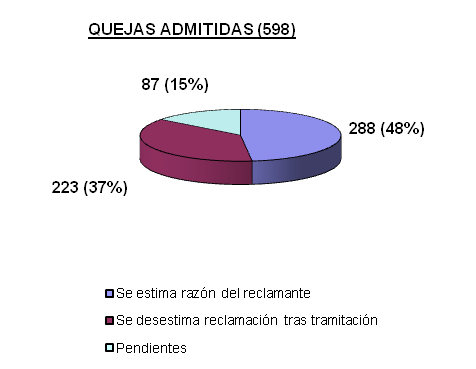 QUEJAS ADMITIDAS (598)
87 (15%)
288 (48%)
223 (37%)
Se estima razón del reclamante
Se desestima reclamación tras tramitación
Pendientes